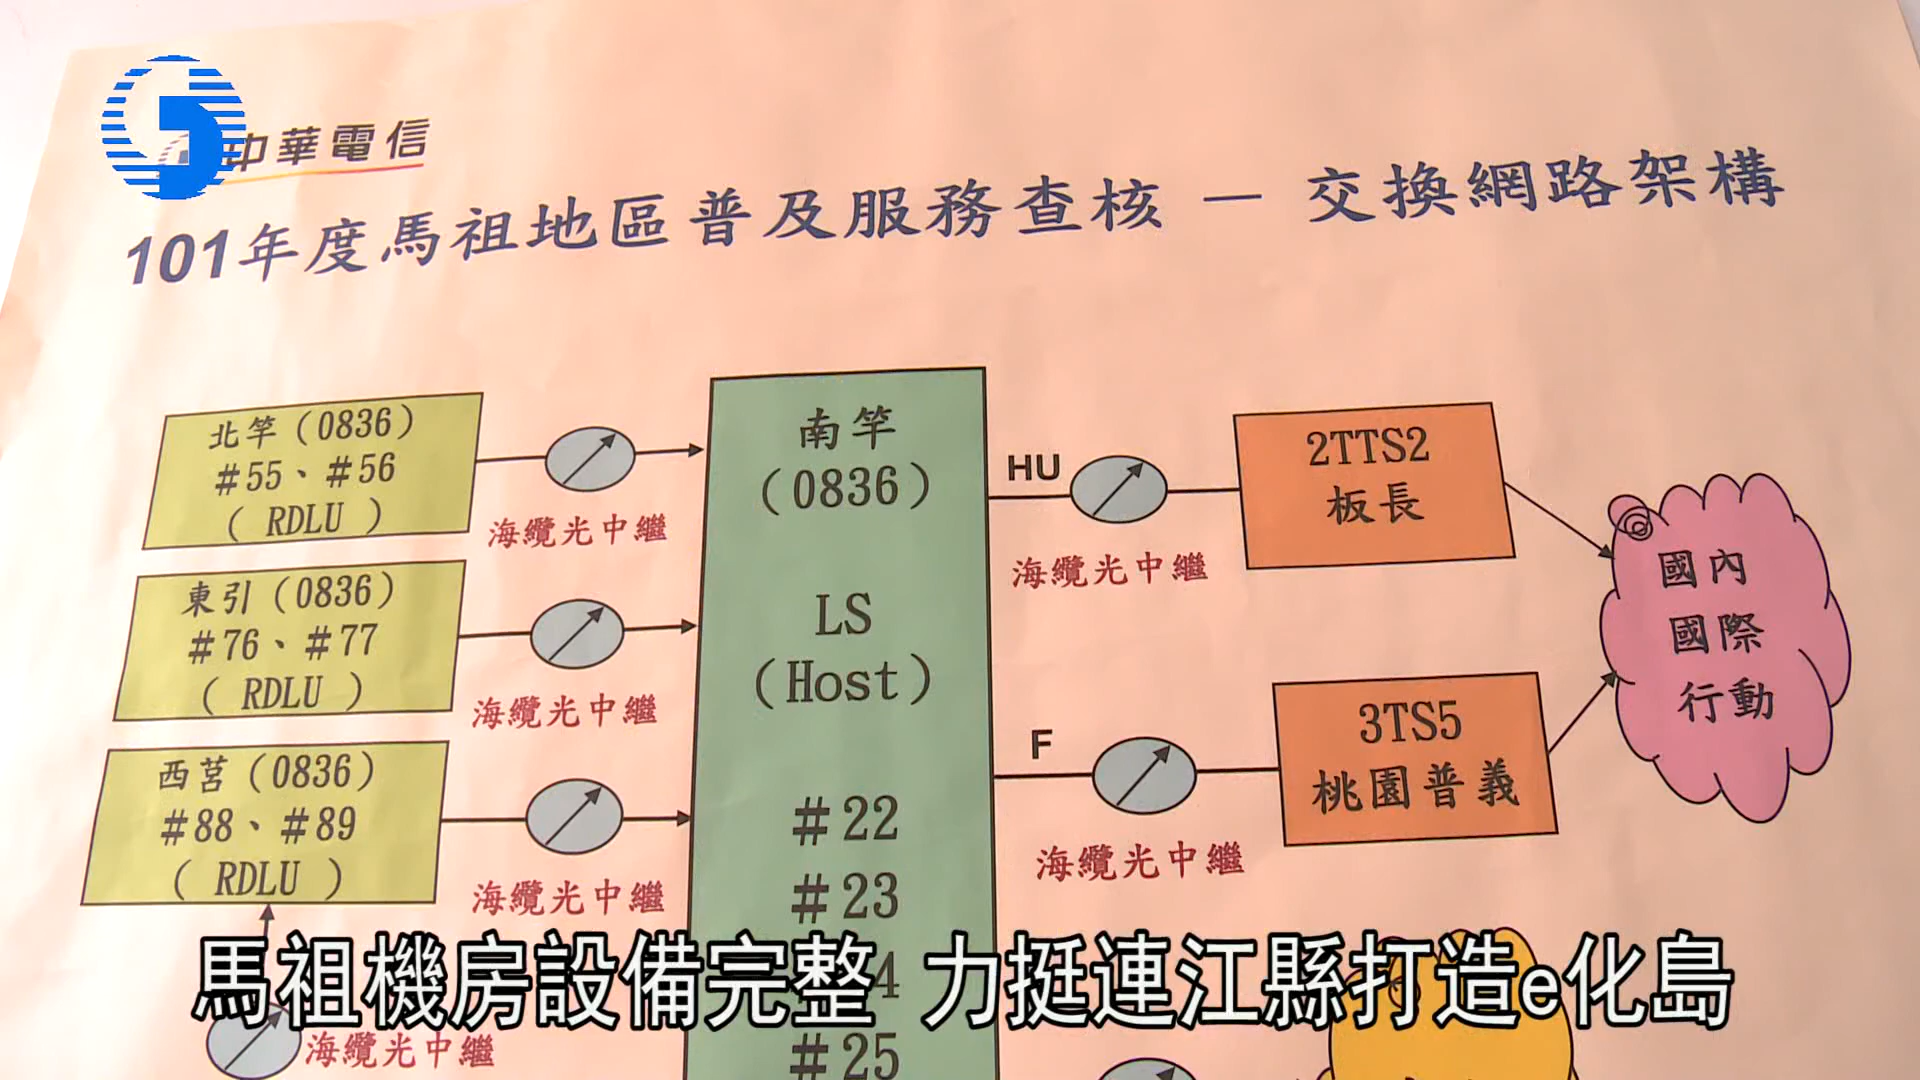 中華電信
101年度馬祖地區普及服務查核 — 交換網路架構
北竿(0836)
#55、#56
( RDLU )
海纜光中繼
東引(0836)
#76、#77
( RDLU )
海纜光中繼
西莒(0836)
#88、#89
( RDLU )
海纜光中繼
海纜光中繼
南竿
(0836)
LS
(Host)
#22
#23
4
#25
HU
海纜光中繼
F
海纜光中繼
2TTS2
板長
3TS5
桃園普義
國內
國際
行動
馬祖機房設備完整 力挺連江縣打造e化島